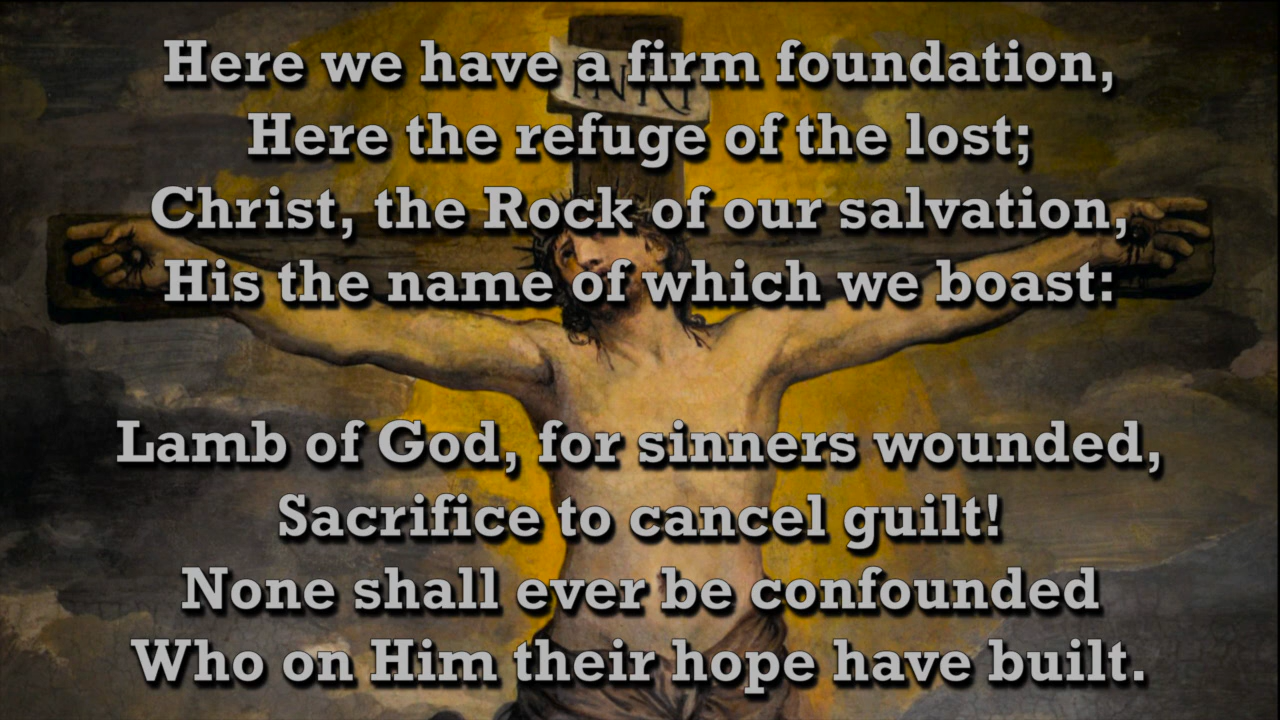 INRI
Here we have a firm foundation,
Here the refuge of the lost;
Christ, the Rock of our salvation,
His the name of which we boast:
Lamb of God, for sinners wounded,
Sacrifice to cancel guilt!
None shall ever be confounded
Who on Him their hope have built.